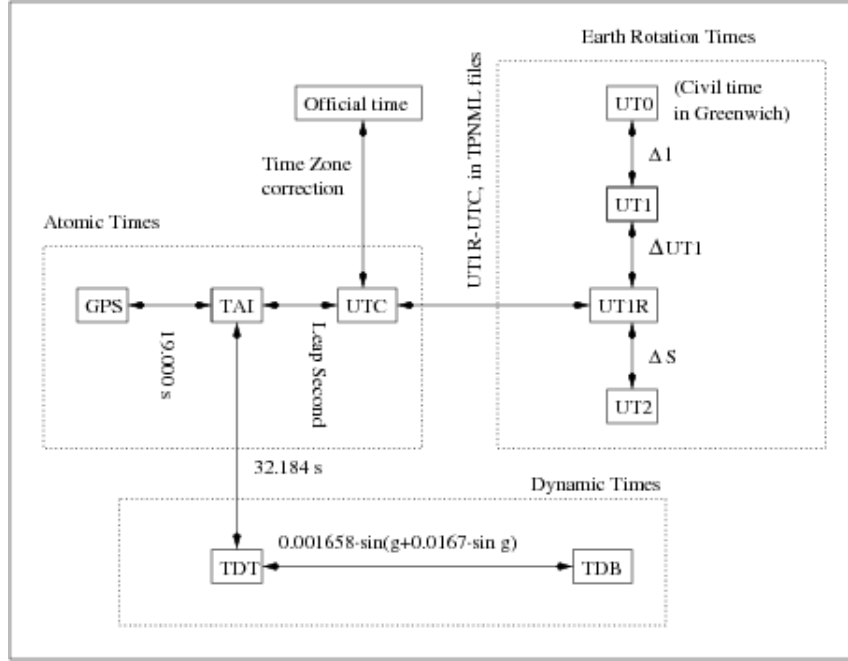 Earth Rotation Times
Official time
UT0
(Civil time
in Greenwich)
UT1R-UTC, in TPNML files
Δ1
Time Zone
correction
UT1
Atomic Times
ΔUT1
GPS
TAI
UTC
UT1R
19.000 s
Leap Second
ΔS
UT2
32.184 s
Dynamic Times
0.001658·sin(g+0.0167·sin g)
TDT
TDB